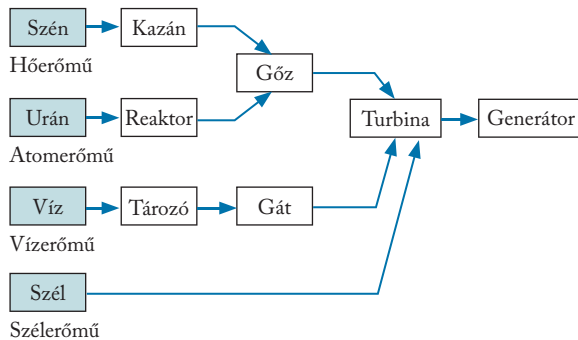 Szén
Kazán
Hőerőmű
Gőz
Urán
Reaktor
Turbina
Generátor
Atomerőmű
Víz
Tározó
Gát
Vízerőmű
Szél
Szélerőmű